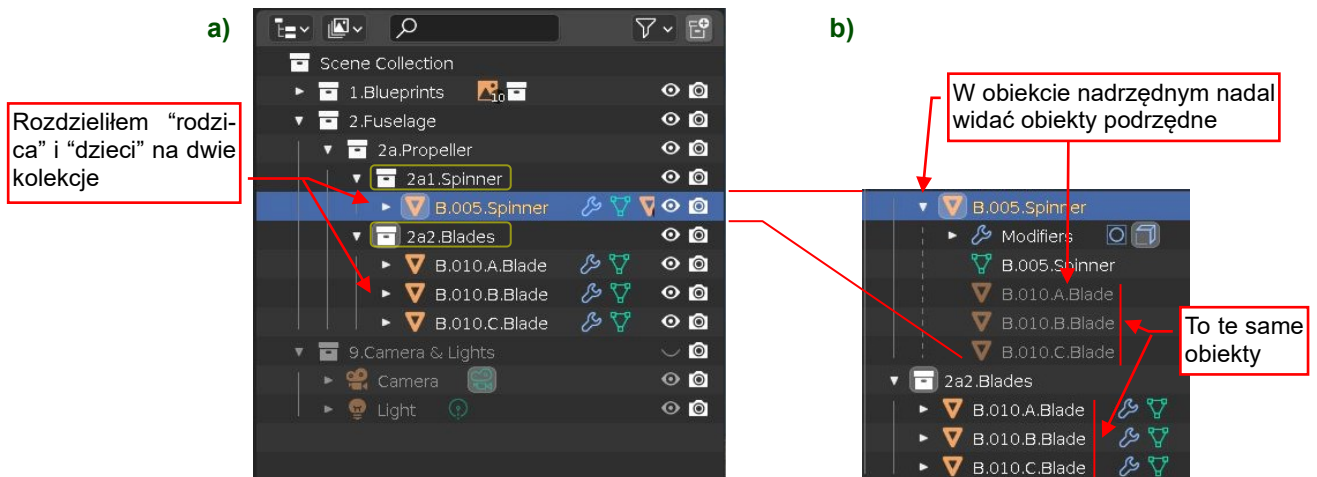 a)
Rozdzieliłem “rodzi-
ca” i “dzieci” na dwie
kolekcje
Scene Collection
1.Blueprints 10
2.Fuselage
2a.Propeller
2a1.Spinner
B.005.Spinner
2a2.Blades
B.010.A.Blade
B.010.B.Blade
B.010.C.Blade
9.Camera & Lights
Camera
Light
b)
W obiekcie nadrzędnym nadal
widać obiekty podrzędne
B.005.Spinner
Modifiers
B.005.Spinner
B.010.A.Blade
B.010.B.Blade
B.010.C.Blade
To te same
obiekty
2a2.Blades
B.010.A.Blade
B.010.B.Blade
B.010.C.Blade